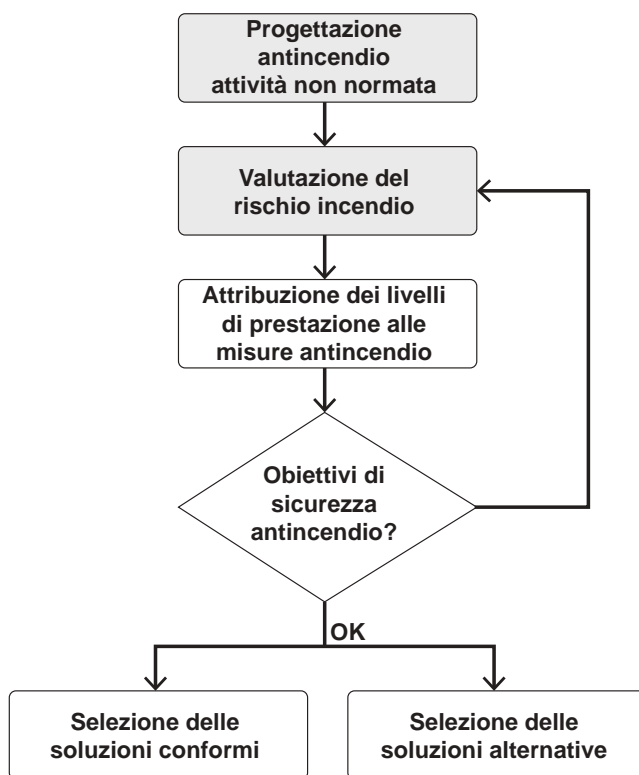 Progettazione
antincendio
attività non normata
Valutazione del
rischio incendio
Attribuzione dei livelli
di prestazione alle
misure antincendio
Obiettivi di
sicurezza
antincendio?
OK
Selezione delle
soluzioni conformi
Selezione delle
soluzioni alternative